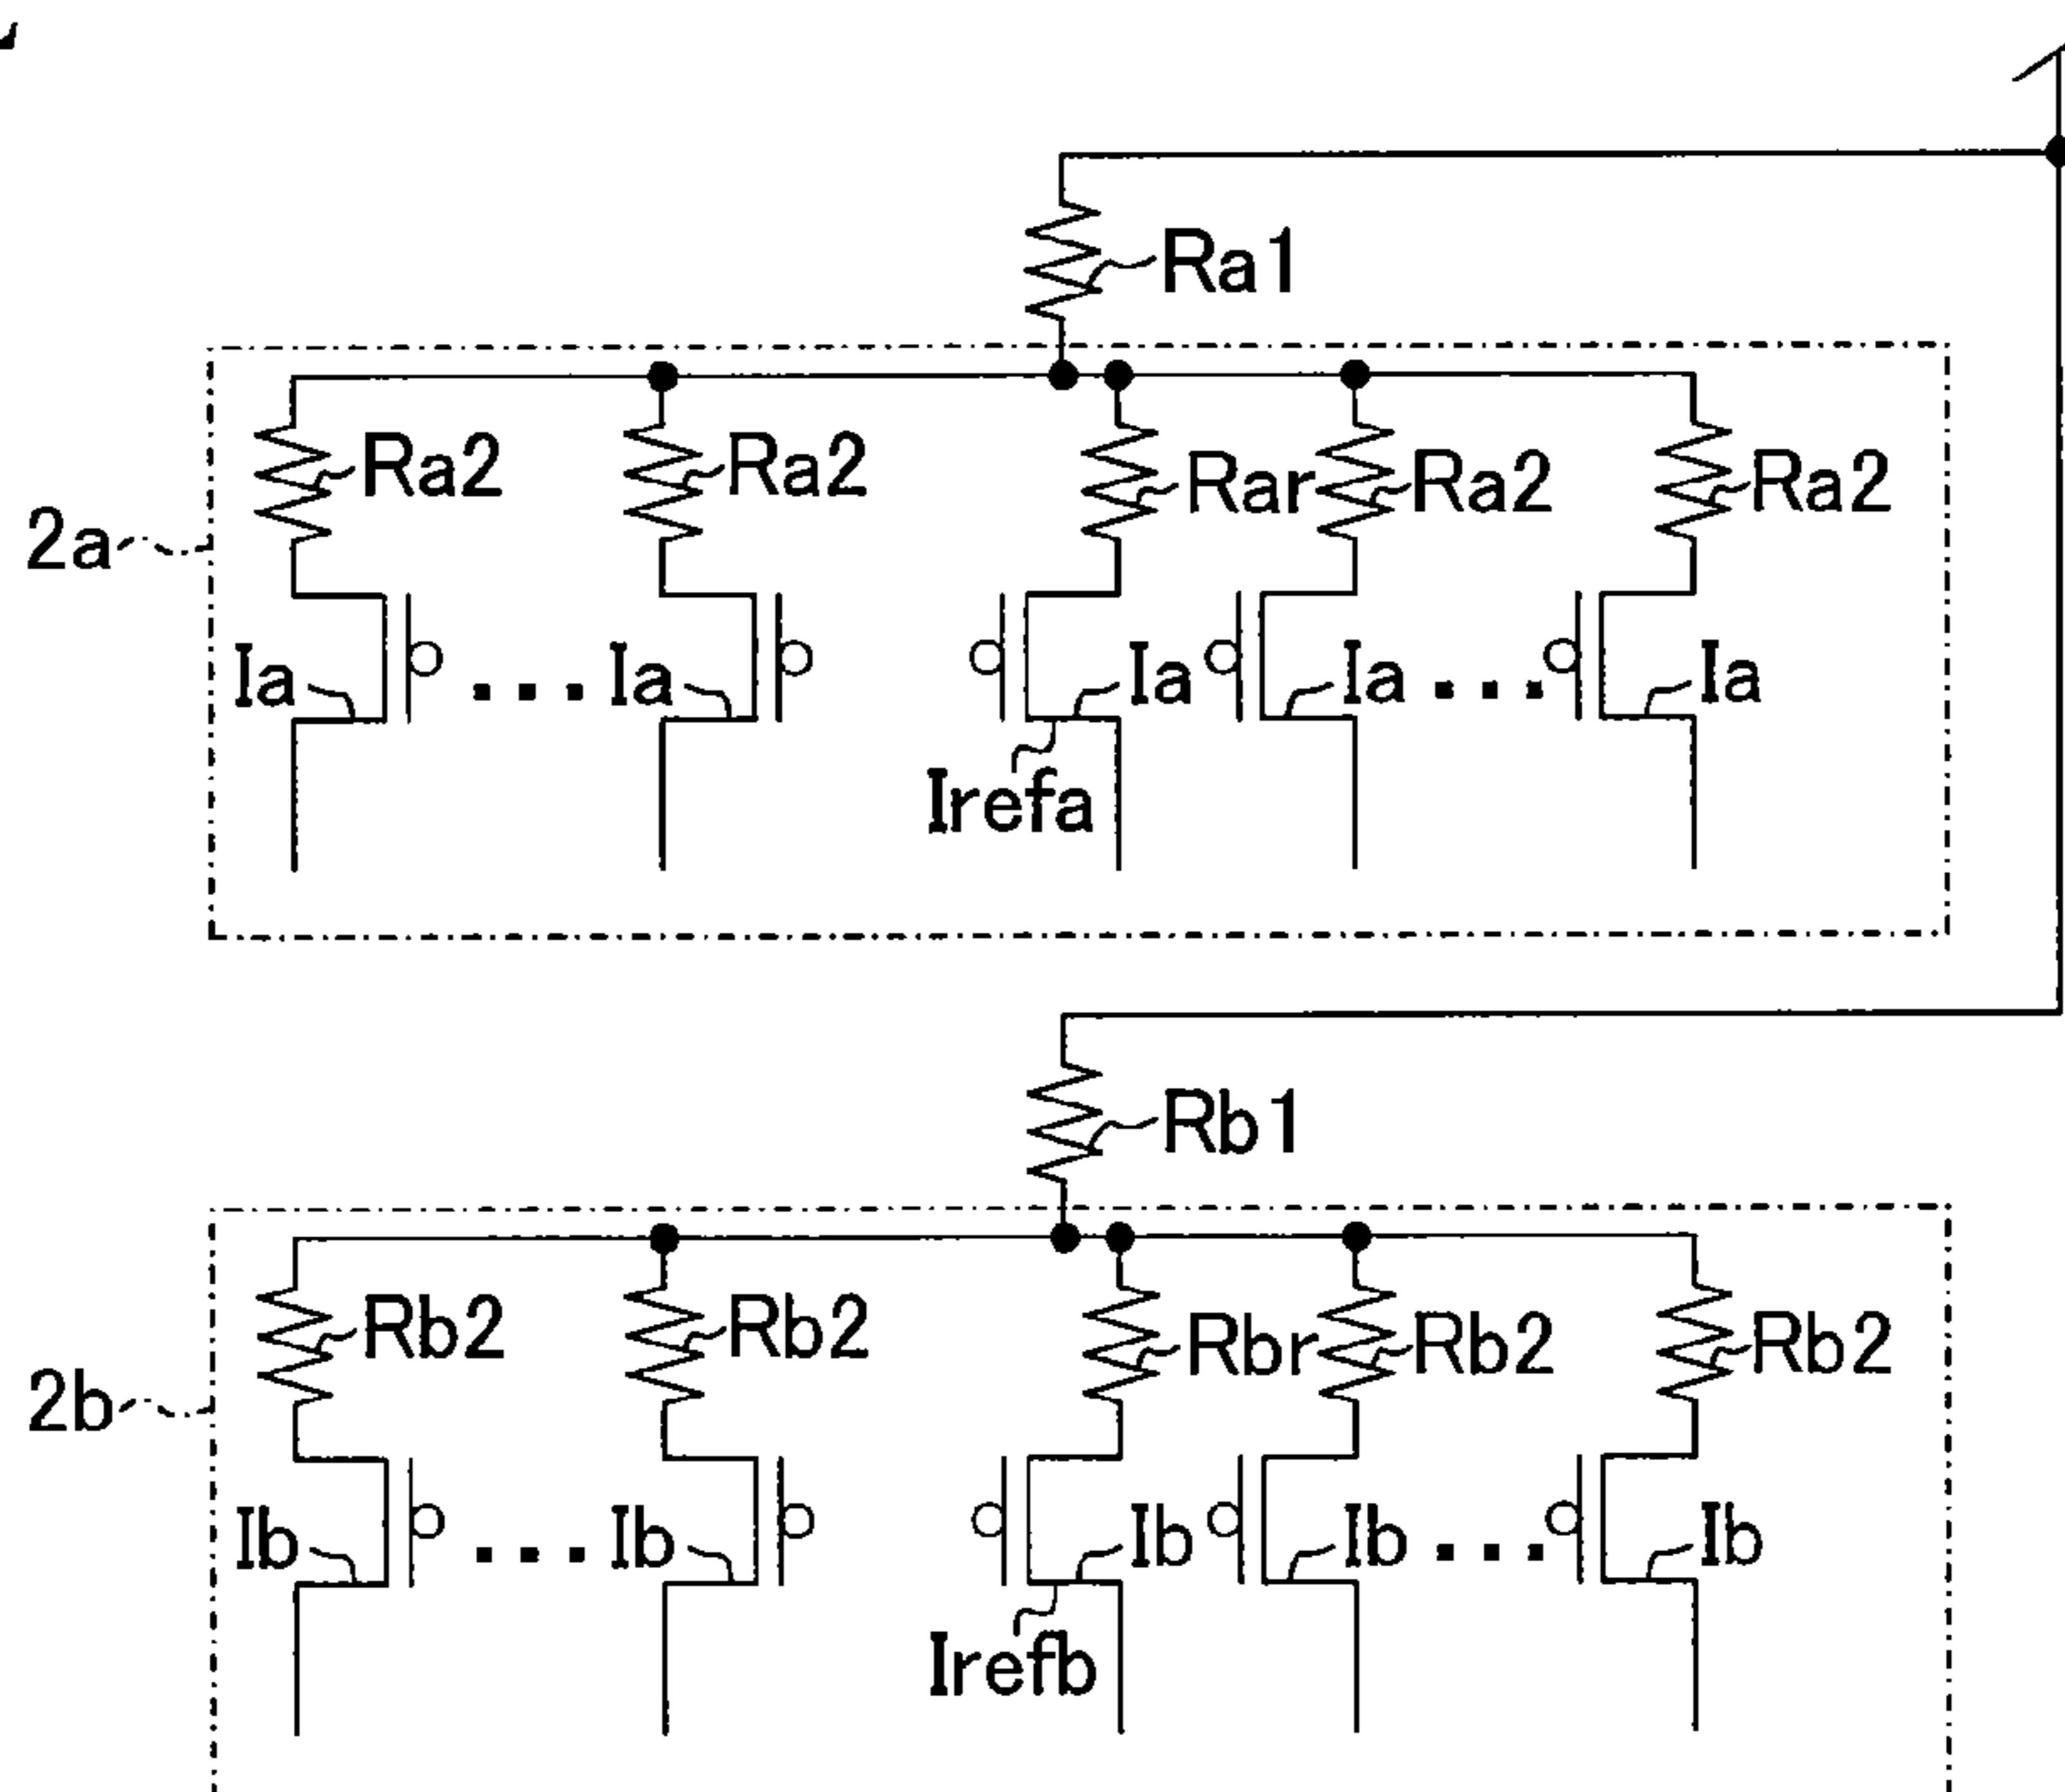 Ra1
Ra2 Ra2 Rar Ra2 Ra2
2a
Ia ... Ia Ia Ia ... Ia
Irefa
Rb1
Rb2 Rb2 Rbr Rb2 Rb2
2b
Ib ... Ib Ib Ib ... Ib
Irefb